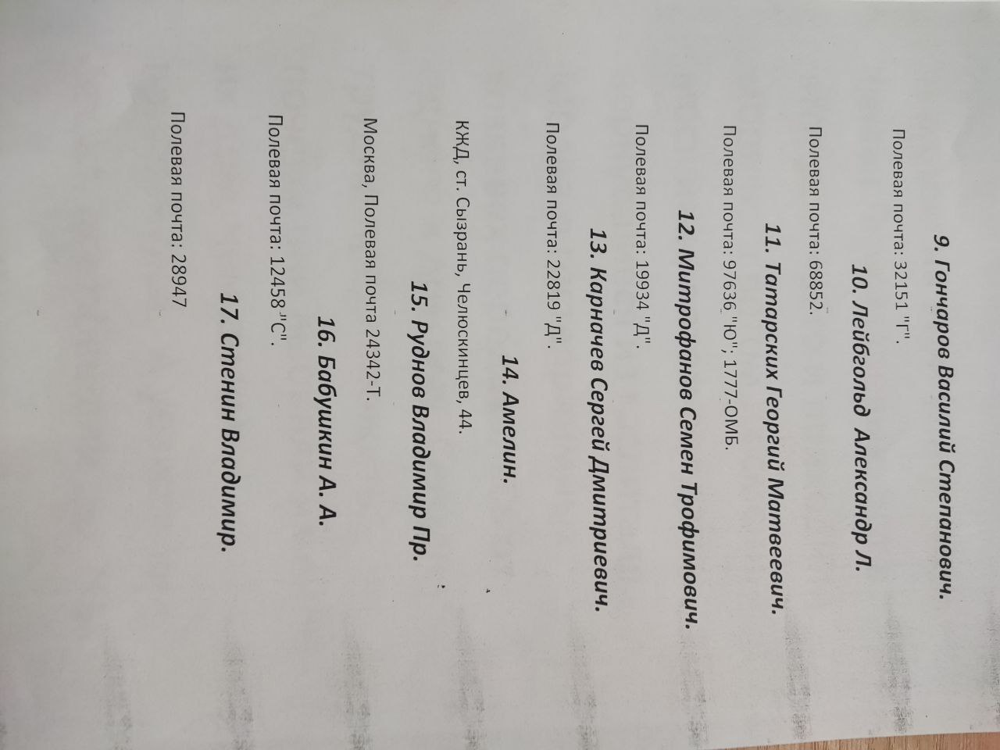 9. Гончаров Василий Степанович.
Полевая почта: 32151 "Г".
10. Лейбгольд Александр Л.
Полевая почта: 68852.
11. Татарских Георгий Матвеевич.
Полевая почта: 97636 "Ю"; 1777-ОМБ.
12. Митрофанов Семен Трофимович.
Полевая почта: 19934 "Д".
13. Карначев Сергей Дмитриевич.
Полевая почта: 22819 "Д".
14. Амелин.
КЖД, ст. Сызрань, Челюскинцев, 44.
15. Руднов Владимир Пр.
Москва, Полевая почта 24342-Т.
16. Бабушкин А. А.
Полевая почта: 12458 "С".
17. Стенин Владимир.
Полевая почта: 28947